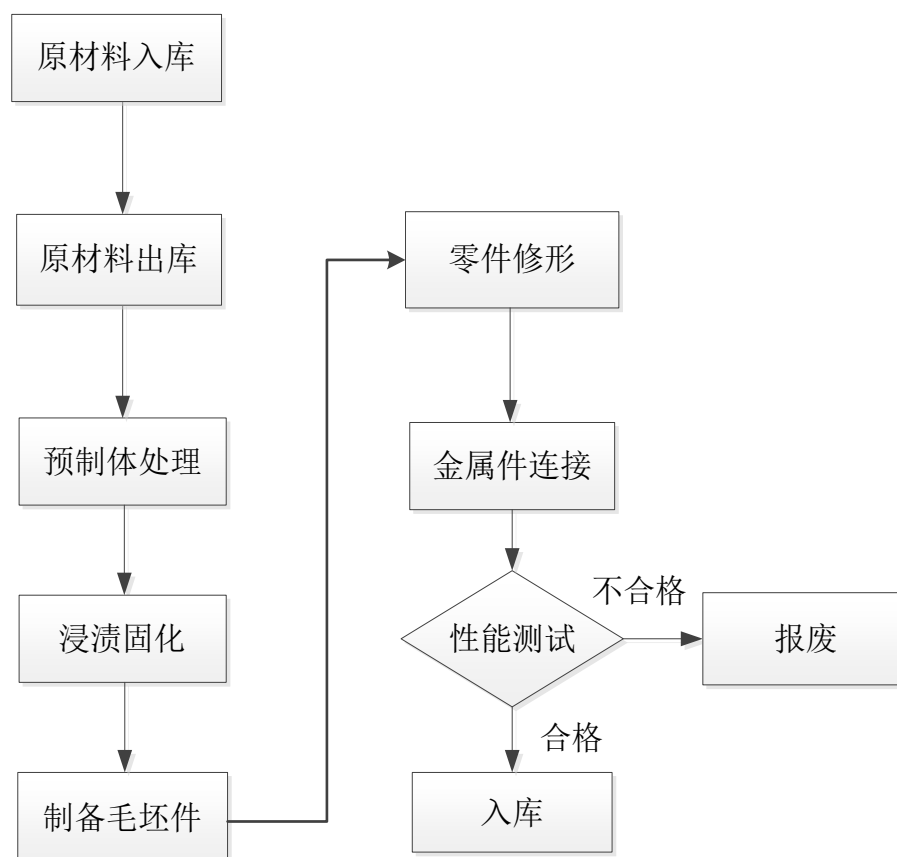 原材料入库
原材料出库
预制体处理
浸渍固化
制备毛坯件
零件修形
金属件连接
性能测试
不合格
报废
合格
入库